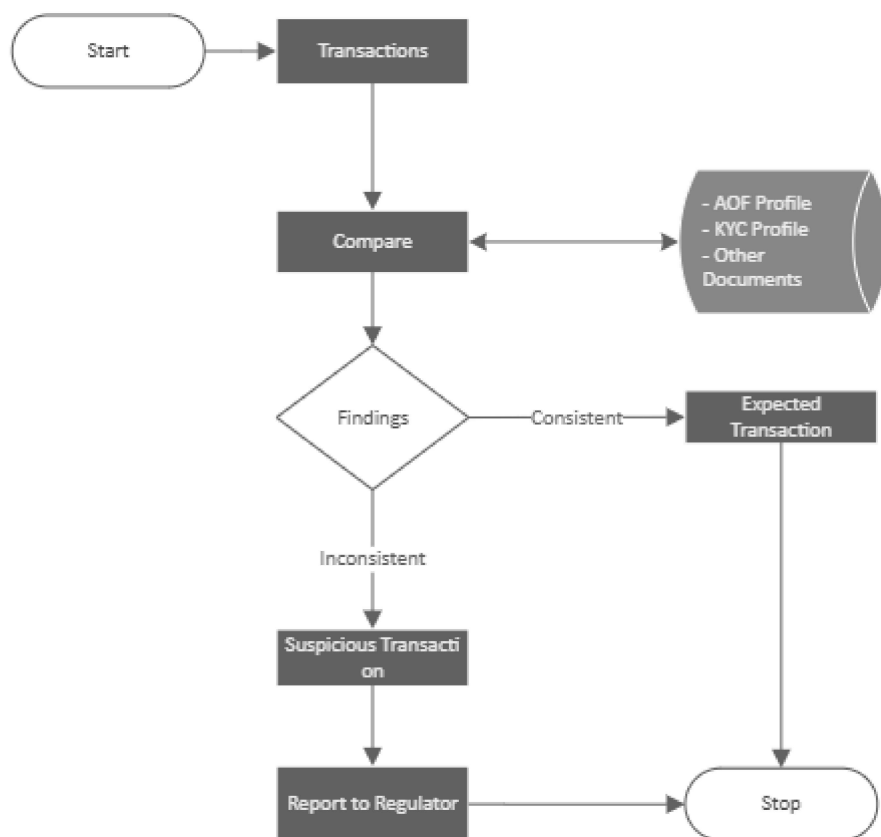 Start
Transactions
Compare
- AOF Profile
- KYC Profile
- Other
Documents
Findings
Consistent
Expected
Transaction
Inconsistent
Suspicious Transacti
on
Report to Regulator
Stop